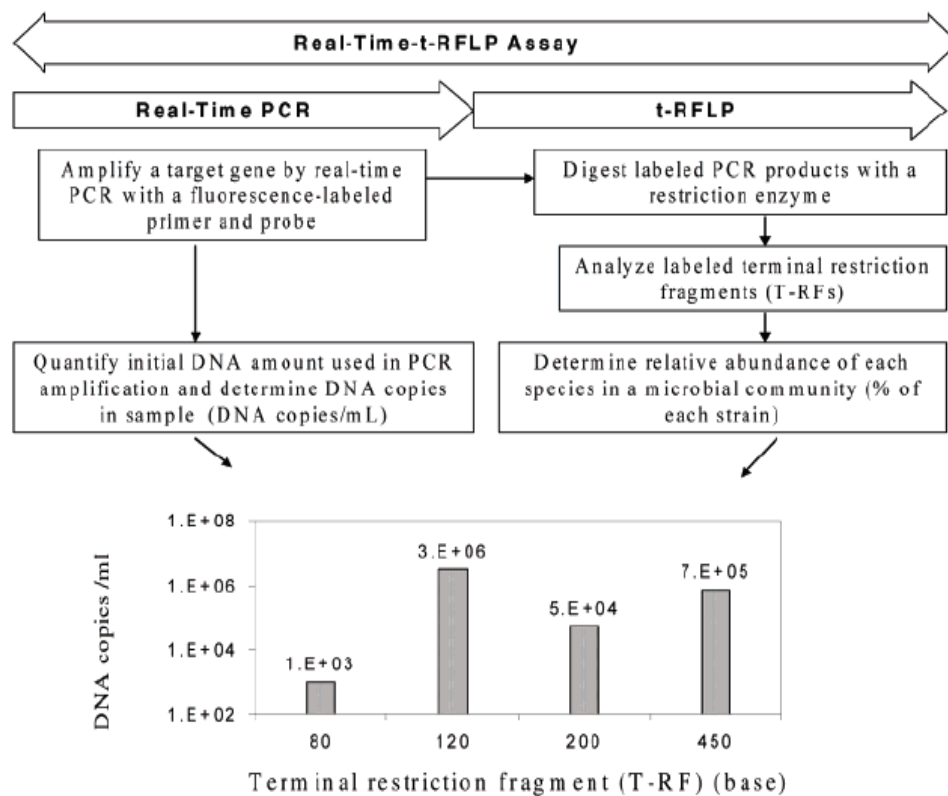 Real-Time-t-RFLP Assay
Real-Time PCR
t-RFLP
Amplify a target gene by real-time
PCR with a fluorescence-labeled
primer and probe
Digest labeled PCR products with a
restriction enzyme
Analyze labeled terminal restriction
fragments (T-RFs)
Quantify initial DNA amount used in PCR
amplification and determine DNA copies
in sample (DNA copies/mL)
Determine relative abundance of each
species in a microbial community (% of
each strain)
DNA copies/ml
1.E+08
1.E+06
1.E+04
1.E+02
1.E+03
3.E+06
5.E+04
7.E+05
80 120 200 450
Terminal restriction fragment (T-RF) (base)